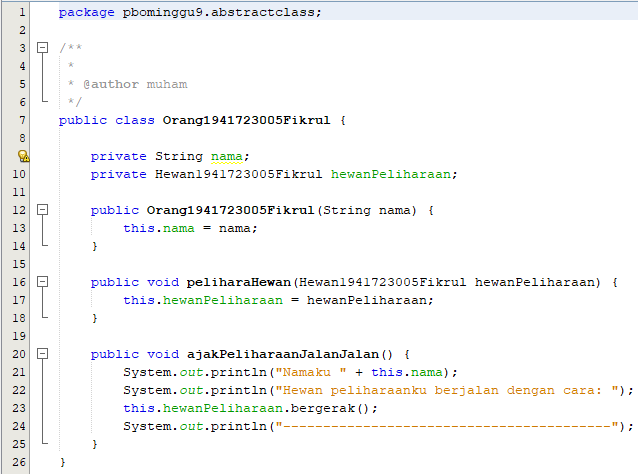 1 package pbominggu9.abstractclass;
2
3 /**
4 *
5 * @author muham
6 */
7 public class Orang1941723005Fikrul {
8
private String nama;
10 private Hewan1941723005Fikrul hewanPeliharaan;
11
12 public Orang1941723005Fikrul(String nama) {
13 this.nama = nama;
14 }
15
16 public void peliharaHewan(Hewan1941723005Fikrul hewanPeliharaan) {
17 this.hewanPeliharaan = hewanPeliharaan;
18 }
19
20 public void ajakPeliharaanJalanJalan() {
21 System.out.println("Namaku " + this.nama);
22 System.out.println("Hewan peliharaanku berjalan dengan cara: ");
23 this.hewanPeliharaan.bergerak();
24 System.out.println("-----------------------------------------");
25 }
26 }